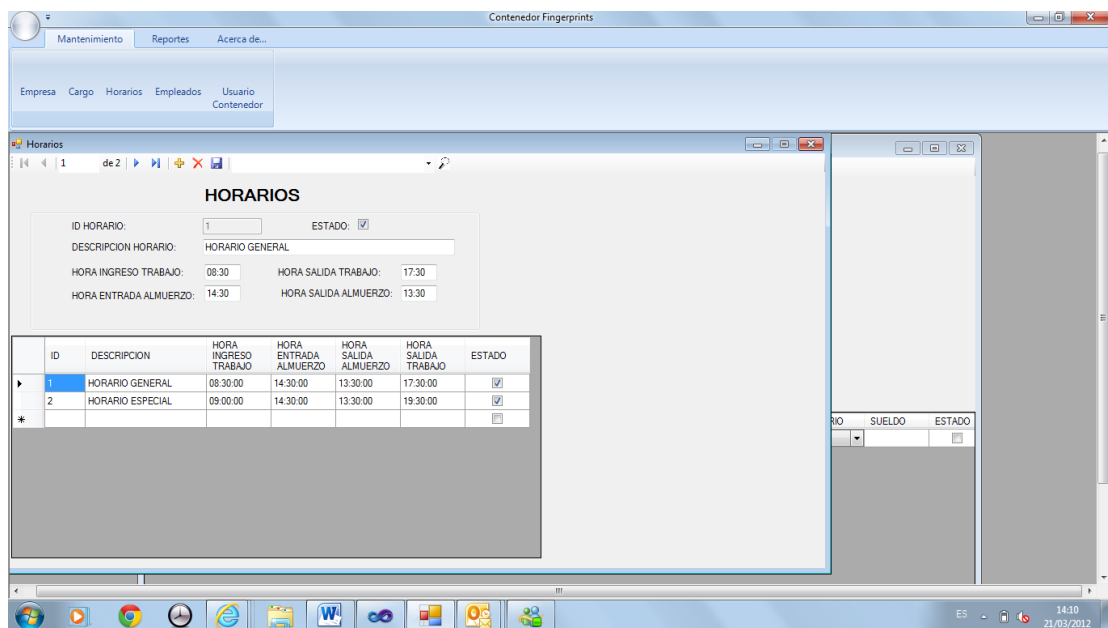 Contenedor Fingerprints
Mantenimiento Reportes Acerca de...
Empresa Cargo Horarios Empleados Usuario Contenedor
Horarios
1 de 2
HORARIOS
ID HORARIO: 1 ESTADO:
DESCRIPCION HORARIO: HORARIO GENERAL
HORA INGRESO TRABAJO: 08:30 HORA SALIDA TRABAJO: 17:30
HORA ENTRADA ALMUERZO: 14:30 HORA SALIDA ALMUERZO: 13:30
ID DESCRIPCION HORA INGRESO TRABAJO HORA ENTRADA ALMUERZO HORA SALIDA ALMUERZO HORA SALIDA TRABAJO ESTADO
1 HORARIO GENERAL 08:30:00 14:30:00 13:30:00 17:30:00
2 HORARIO ESPECIAL 09:00:00 14:30:00 13:30:00 19:30:00
RIO SUELDO ESTADO
ES 14:10
21/03/2012